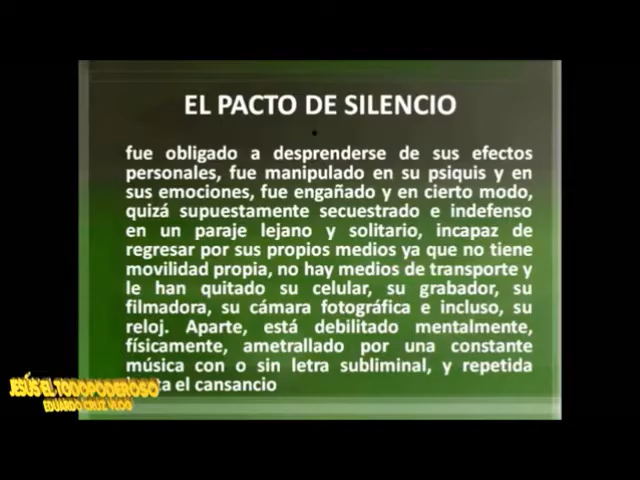 EL PACTO DE SILENCIO
fue obligado a desprenderse de sus efectos
personales, fue manipulado en su psiquis y en
sus emociones, fue engañado y en cierto modo,
quizá supuestamente secuestrado e indefenso
en un paraje lejano y solitario, incapaz de
regresar por sus propios medios ya que no tiene
movilidad propia, no hay medios de transporte y
le han quitado su celular, su grabador, su
filmadora, su cámara fotográfica e incluso, su
reloj. Aparte, está debilitado mentalmente,
físicamente, ametrallado por una constante
música con o sin letra subliminal, y repetida
el cansancio
JESÚS EL TODOPODEROSO
EDUARDO CRUZ VLOG